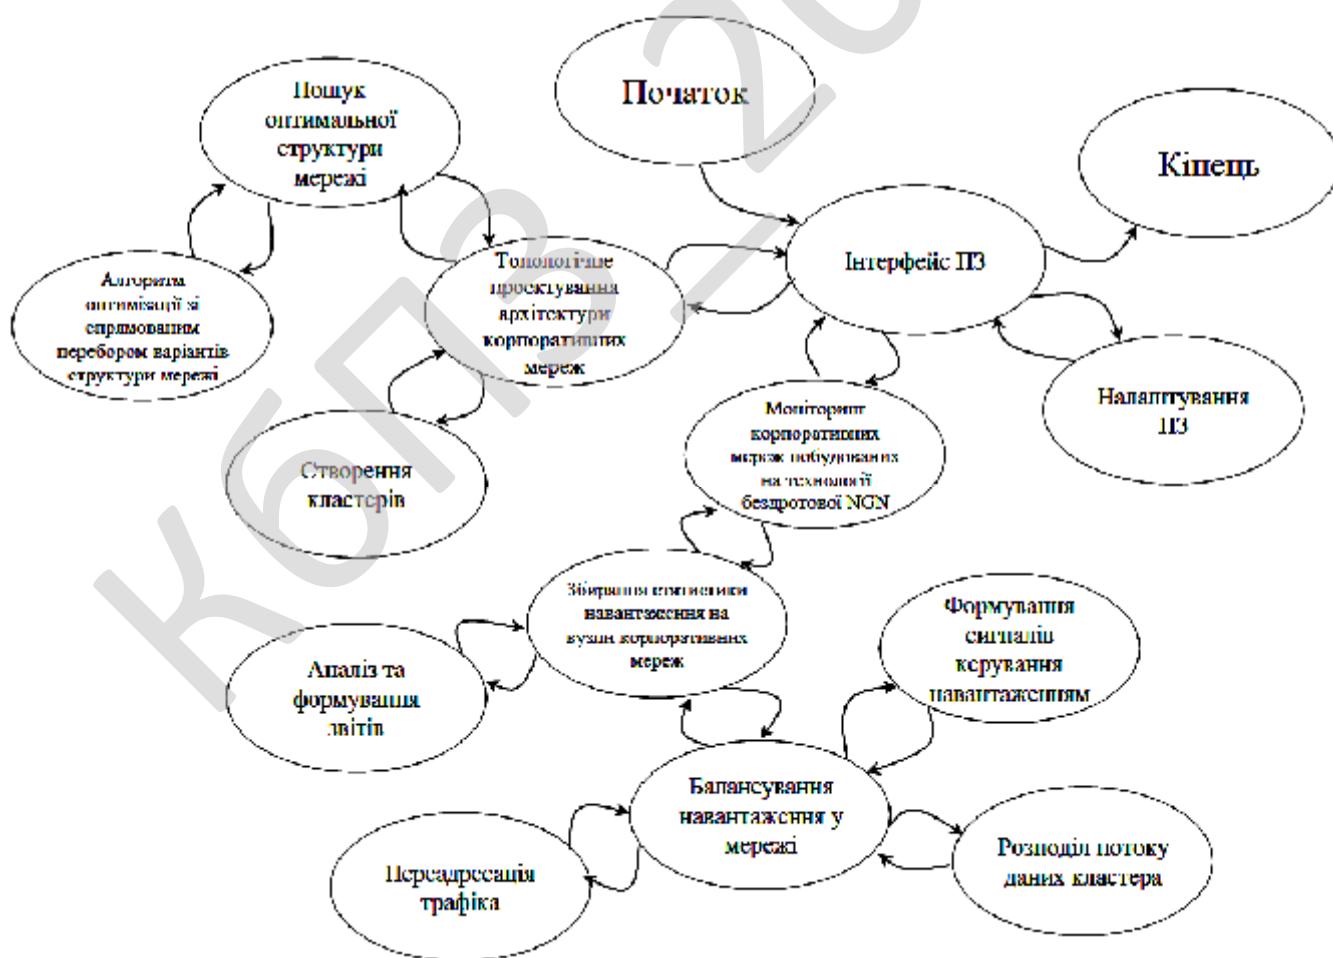 Початок
Пошук
оптимальної
структури
мережі
Кінець
Інтерфейс ПЗ
Топологічне
проєктування
архітектури
корпоративних
мереж
Алгоритм
оптимізації зі
спрямованим
перебором варіантів
структури мережі
Налаштування
ПЗ
Моніторинг
корпоративних
мереж побудованих
на технології
бездротової NGN
Створення
кластерів
Збирання статистики
навантаження на
вузли корпоративних
мереж
Формування
сигналів
керування
навантаженням
Аналіз та
формування
звітів
Балансування
навантаження у
мережі
Розподіл потоку
даних кластера
Переадресація
трафіка
КбПЗ_20